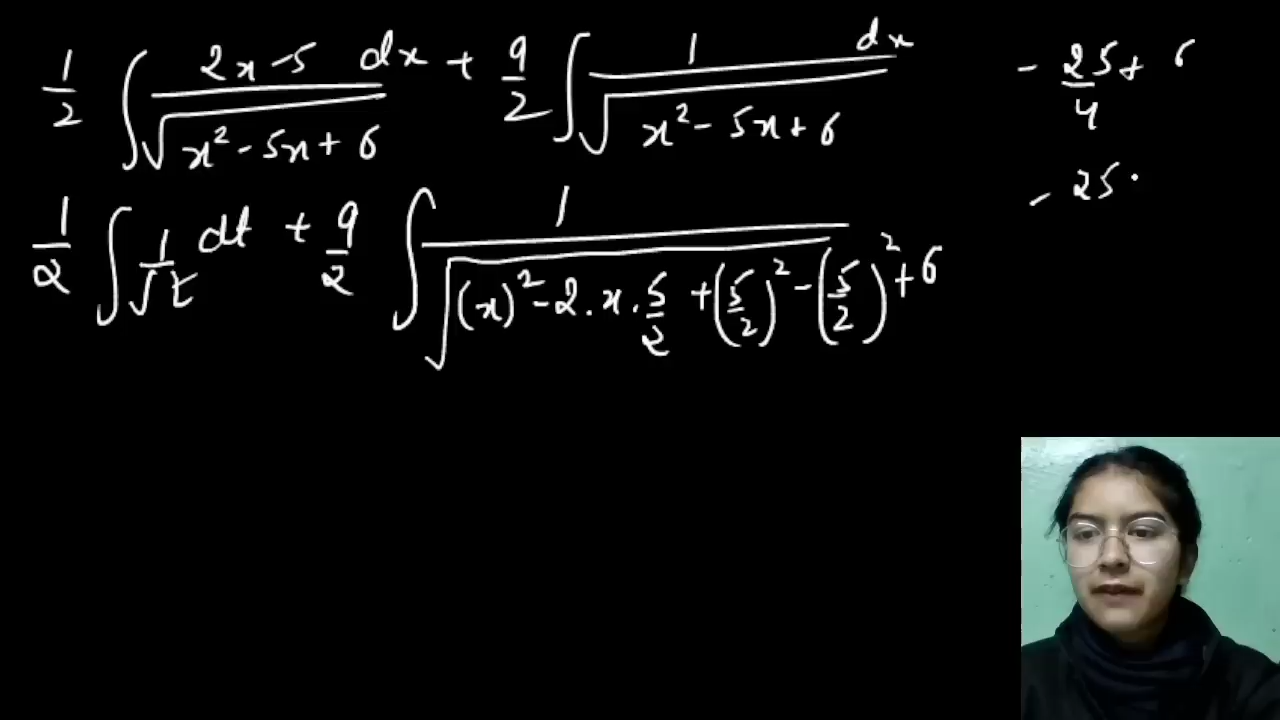 1/2 ∫ 2x-5/√(x² - 5x + 6) dx + 9/2 ∫ 1/√(x² - 5x + 6) dx
1/2 ∫ 1/√t dt + 9/2 ∫ 1/√((x)² - 2 . x . 5/2 + (5/2)² - (5/2)² + 6)
- 25/4 + 6
- 25